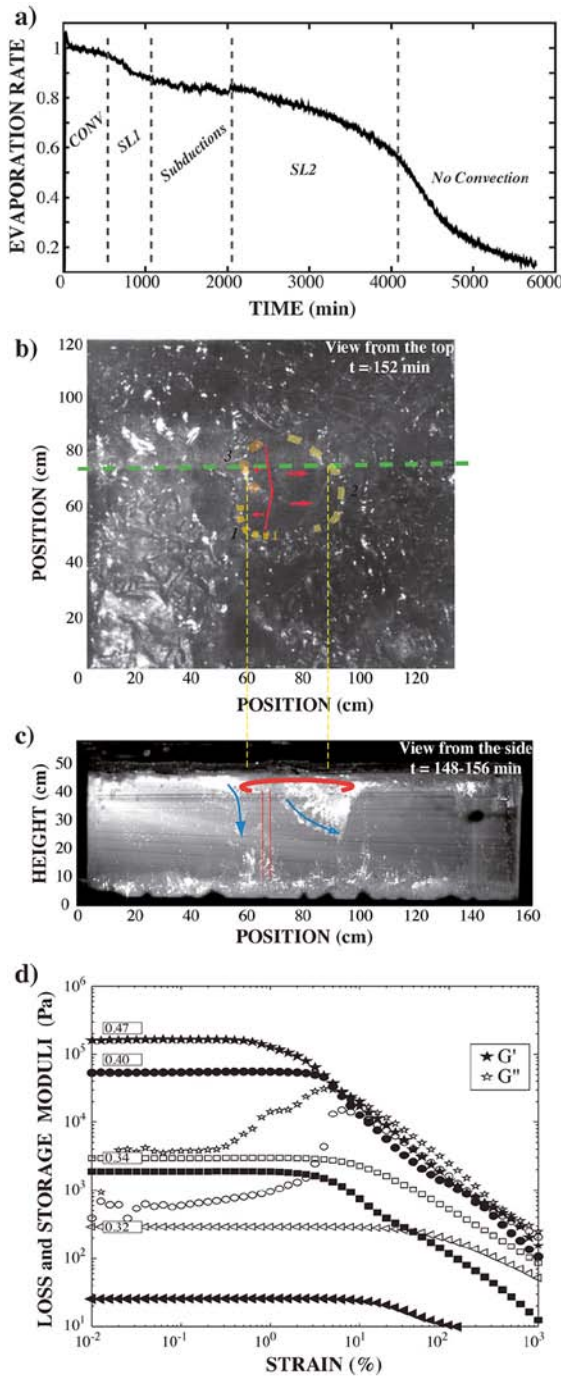 a)
EVAPORATION RATE
1
0.8
0.6
0.4
0.2
CONV
SL1
Subductions
SL2
No Convection
0 1000 2000 3000 4000 5000 6000
TIME (min)
b)
View from the top
t = 152 min
POSITION (cm)
120
100
80
60
40
20
0
3
2
1
1
0 20 40 60 80 100 120
POSITION (cm)
c)
View from the side
t = 148-156 min
HEIGHT (cm)
50
40
30
20
10
0
0 20 40 60 80 100 120 140 160
POSITION (cm)
d)
LOSS and STORAGE MODULI (Pa)
10^6
10^5
10^4
10^3
10^2
10^1
0.47
0.40
0.34
0.32
G'
G"
10^-2 10^-1 10^0 10^1 10^2 10^3
STRAIN (%)